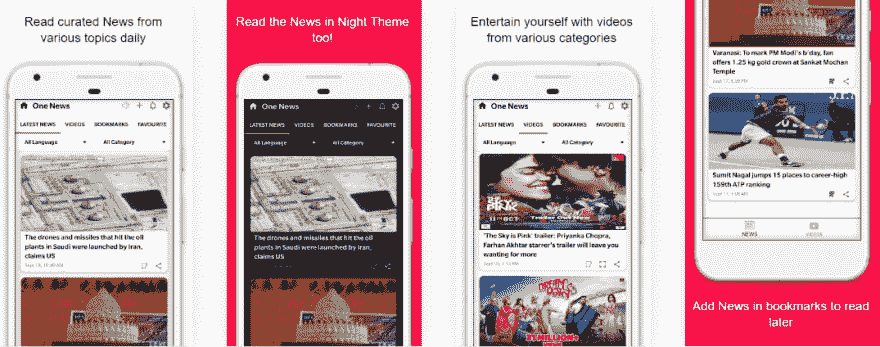 Read curated News from
various topics daily
One News
LATEST NEWS VIDEOS BOOKMARKS FAVOURITE
All Language All Category
The drones and missiles that hit the oil
plants in Saudi were launched by Iran,
claims US
Read the News in Night Theme
too!
One News
LATEST NEWS VIDEOS BOOKMARKS FAVOURITE
All Language All Category
The drones and missiles that hit the oil
plants in Saudi were launched by Iran,
claims US
Entertain yourself with videos
from various categories
One News
LATEST NEWS VIDEOS BOOKMARKS FAVOURITE
All Language All Category
SKY
PINK
11 OCT
Trailer Out Now
'The Sky is Pink' trailer: Priyanka Chopra,
Farhan Akhtar starrer's trailer will leave you
wanting for more
Varanasi: To mark PM Modi's b'day, fan
offers 1.25 kg gold crown at Sankat Mochan
Temple
Sumit Nagal jumps 15 places to career-high
159th ATP ranking
NEWS VIDEOS
Add News in bookmarks to read
later